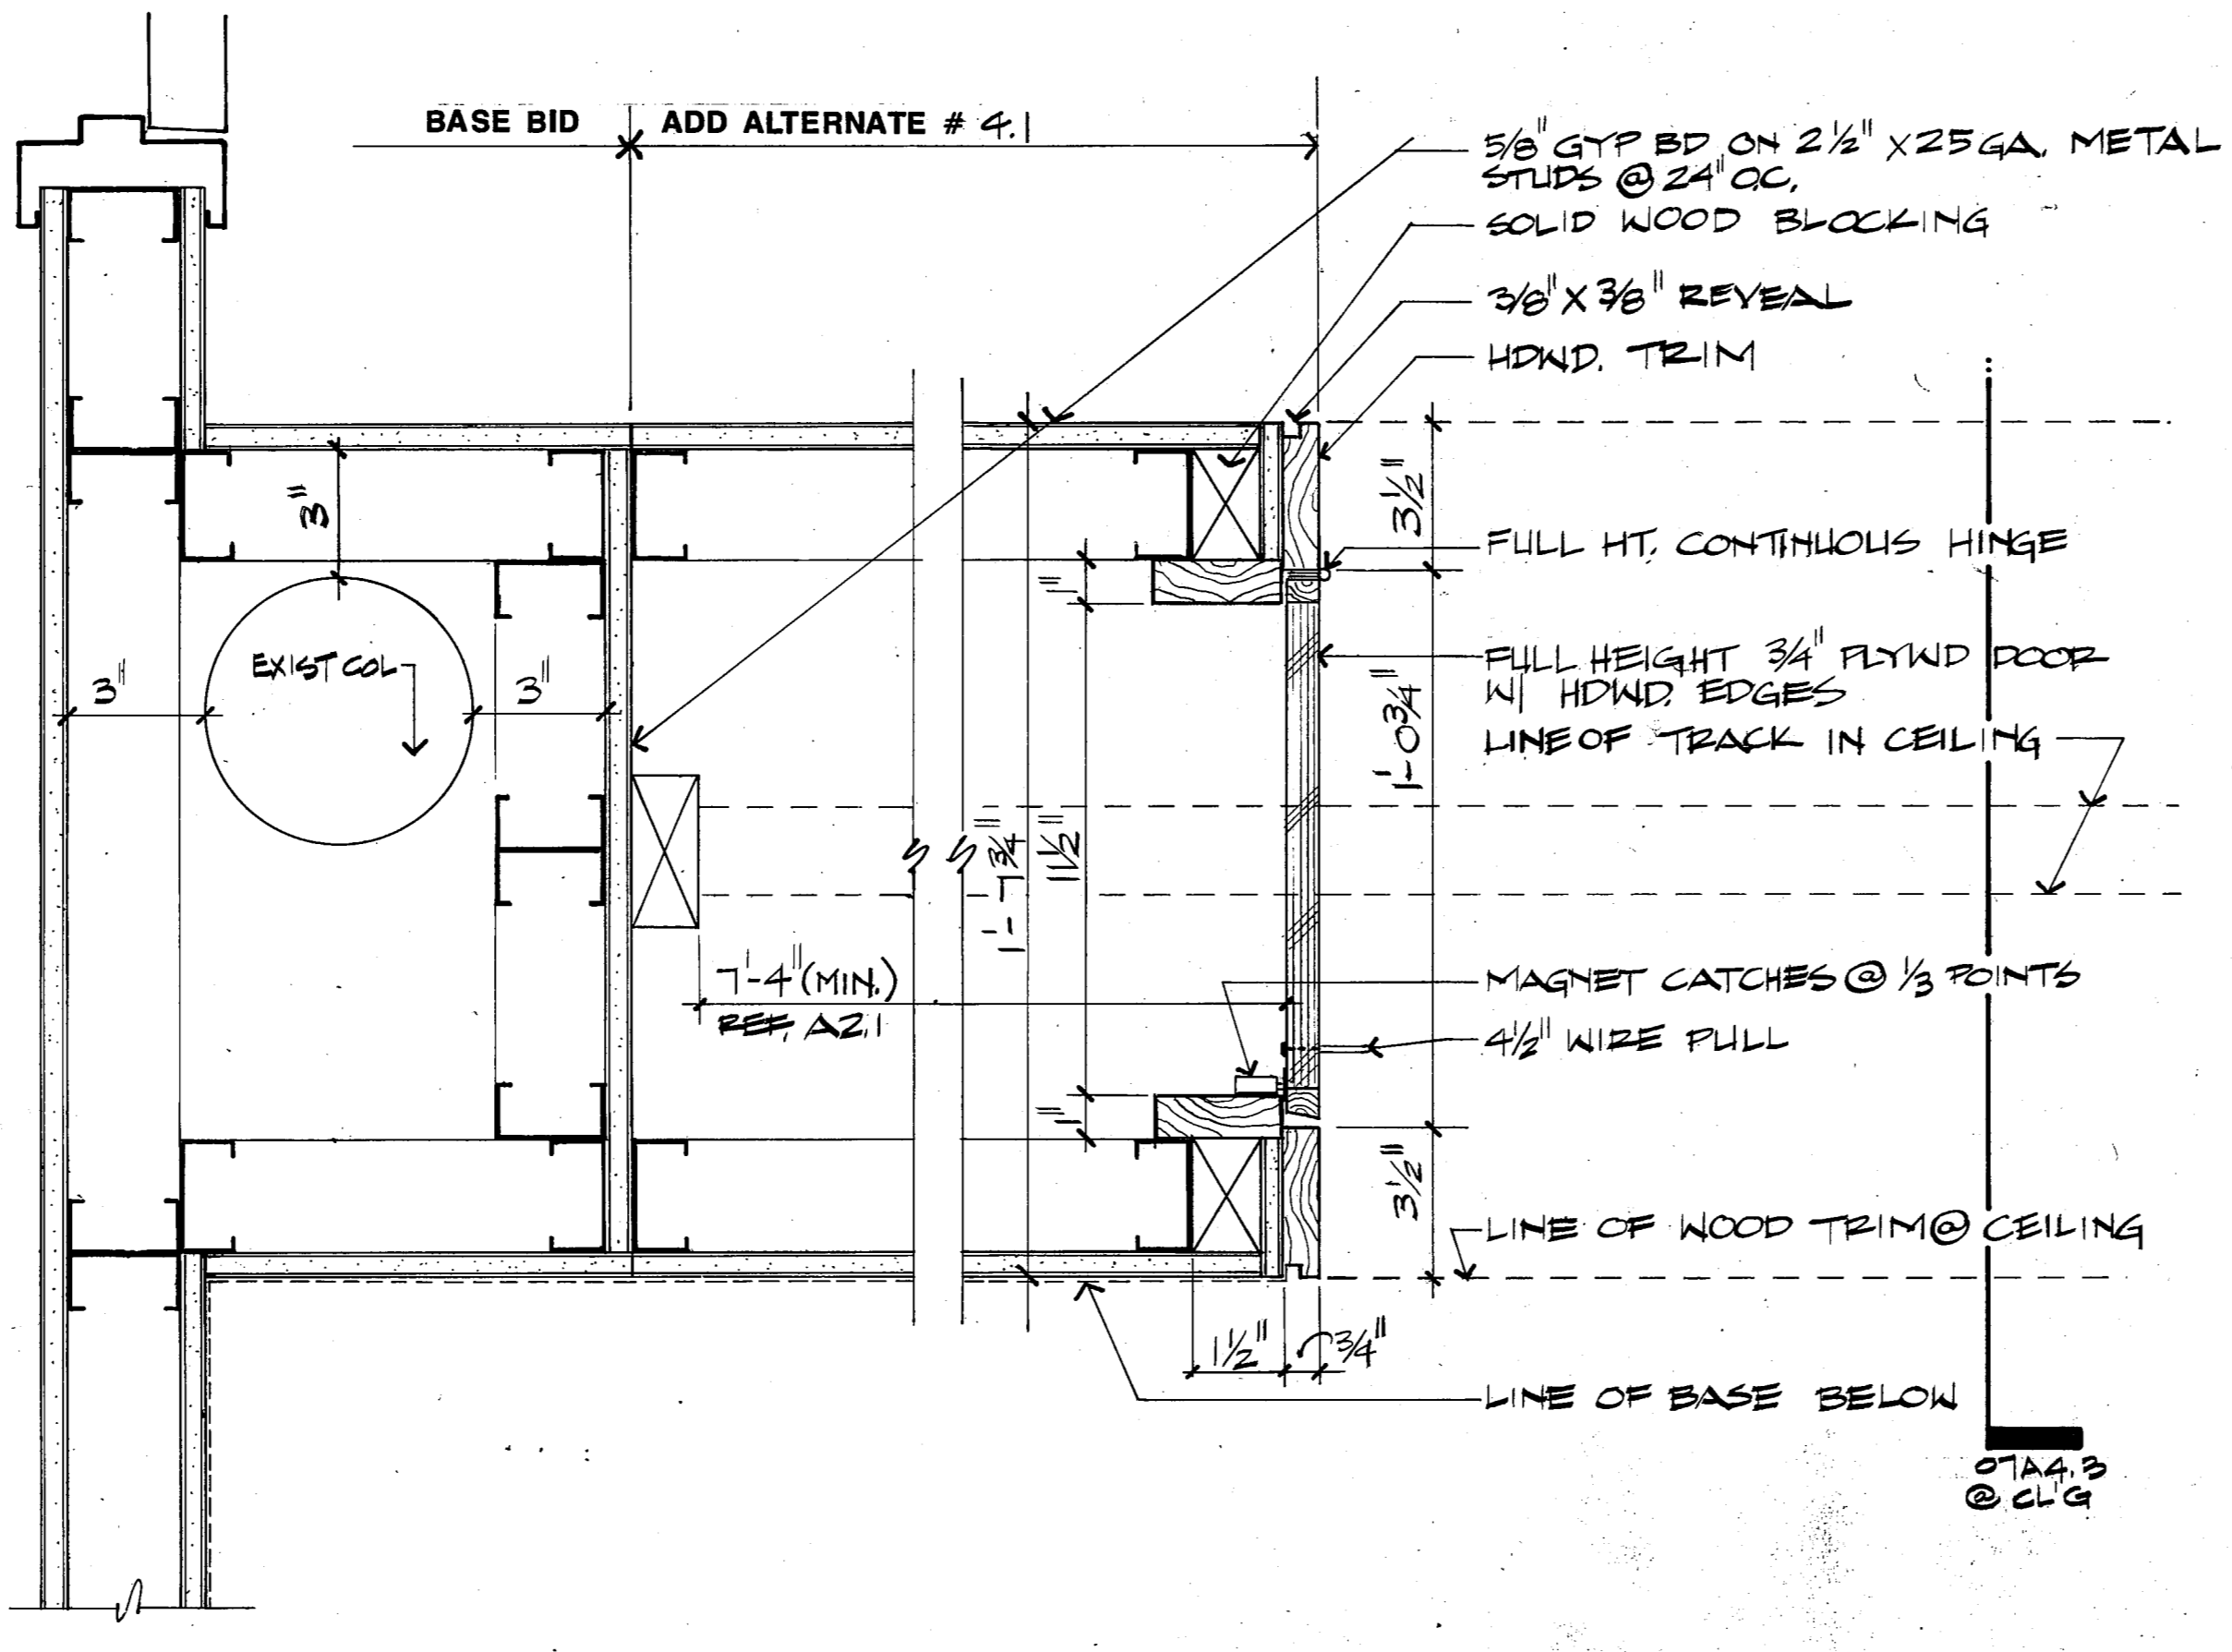 BASE BID
ADD ALTERNATE # 4.1
5/8" GYP BD ON 2½" X 25 GA. METAL
STUDS @ 24" O.C.
SOLID WOOD BLOCKING
3/8" X 3/8" REVEAL
HDWD. TRIM
3"
3½"
FULL HT. CONTINUOUS HINGE
1"
EXIST COL
3"
3"
FULL HEIGHT 3/4" PLYWD DOOR
W/ HDWD. EDGES
1'-0¾"
LINE OF TRACK IN CEILING
1'-7¾"
11½"
7'-4" (MIN.)
REF. A2.1
MAGNET CATCHES @ 1/3 POINTS
4½" WIRE PULL
1"
3½"
LINE OF WOOD TRIM @ CEILING
1½"
3/4"
LINE OF BASE BELOW
07A4.3
@ CL'G